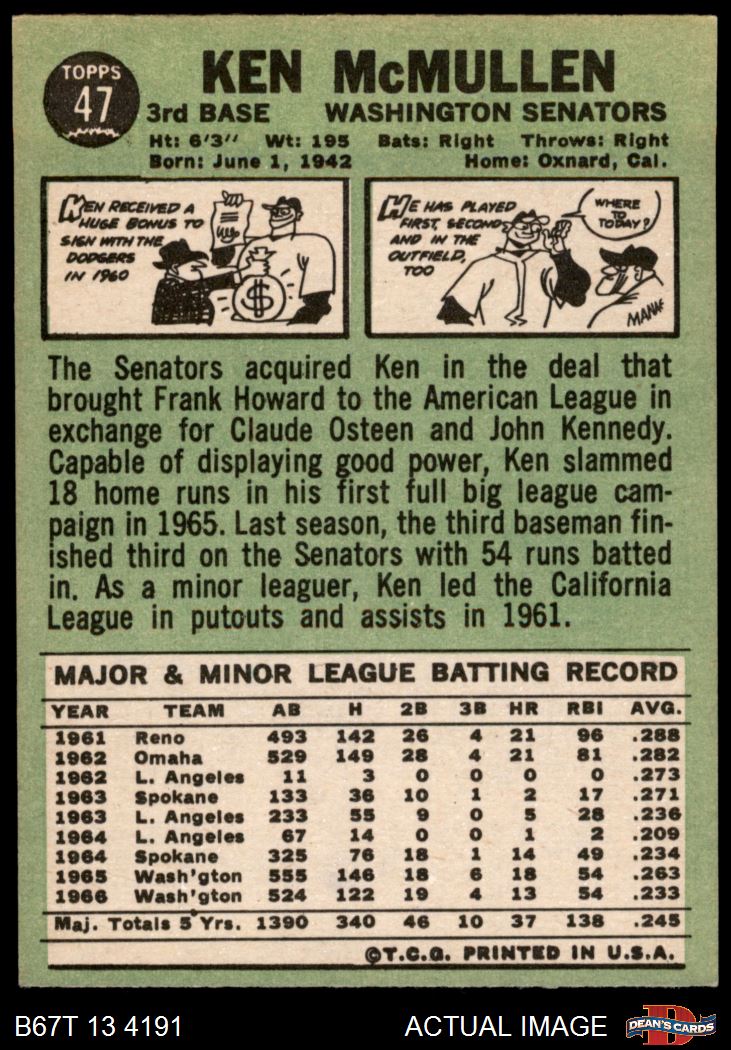 TOPPS
47
KEN McMULLEN
3rd BASE WASHINGTON SENATORS
Ht: 6'3" Wt: 195 Bats: Right Throws: Right
Born: June 1, 1942 Home: Oxnard, Cal.
KEN RECEIVED A
HUGE BONUS TO
SIGN WITH THE
DODGERS
IN 1960
$
HE HAS PLAYED
FIRST, SECOND
AND IN THE
OUTFIELD,
TOO
WHERE
TO
TODAY?
The Senators acquired Ken in the deal that
brought Frank Howard to the American League in
exchange for Claude Osteen and John Kennedy.
Capable of displaying good power, Ken slammed
18 home runs in his first full big league cam-
paign in 1965. Last season, the third baseman fin-
ished third on the Senators with 54 runs batted
in. As a minor leaguer, Ken led the California
League in putouts and assists in 1961.
MAJOR & MINOR LEAGUE BATTING RECORD
YEAR TEAM AB H 2B 3B HR RBI AVG.
1961 Reno 493 142 26 4 21 96 .288
1962 Omaha 529 149 28 4 21 81 .282
1962 L. Angeles 11 3 0 0 0 0 .273
1963 Spokane 133 36 10 1 2 17 .271
1963 L. Angeles 233 55 9 0 5 28 .236
1964 L. Angeles 67 14 0 0 1 2 .209
1964 Spokane 325 76 18 1 14 49 .234
1965 Wash'gton 555 146 18 6 18 54 .263
1966 Wash'gton 524 122 19 4 13 54 .233
Maj. Totals 5 Yrs. 1390 340 46 10 37 138 .245
©T.C.G. PRINTED IN U.S.A.
B67T 13 4191 ACTUAL IMAGE
DEAN'S CARDS